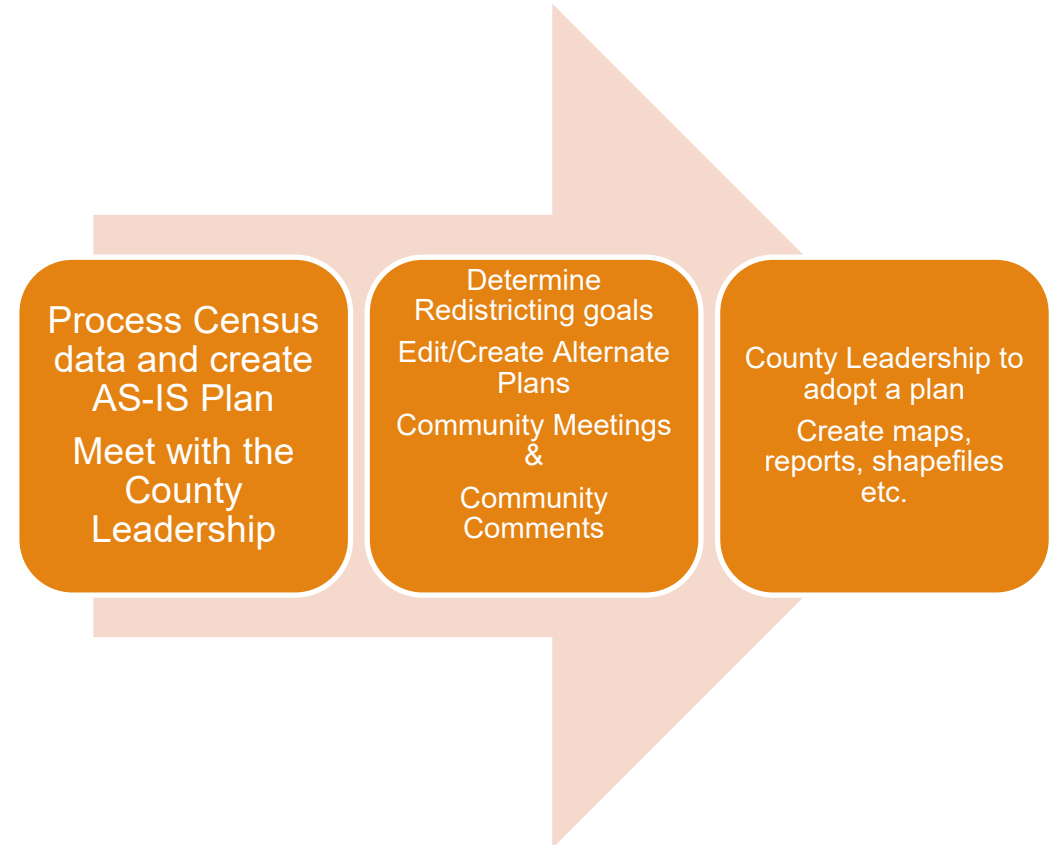 Process Census
data and create
AS-IS Plan
Meet with the
County
Leadership
Determine
Redistricting goals
Edit/Create Alternate
Plans
Community Meetings
&
Community
Comments
County Leadership to
adopt a plan
Create maps,
reports, shapefiles
etc.